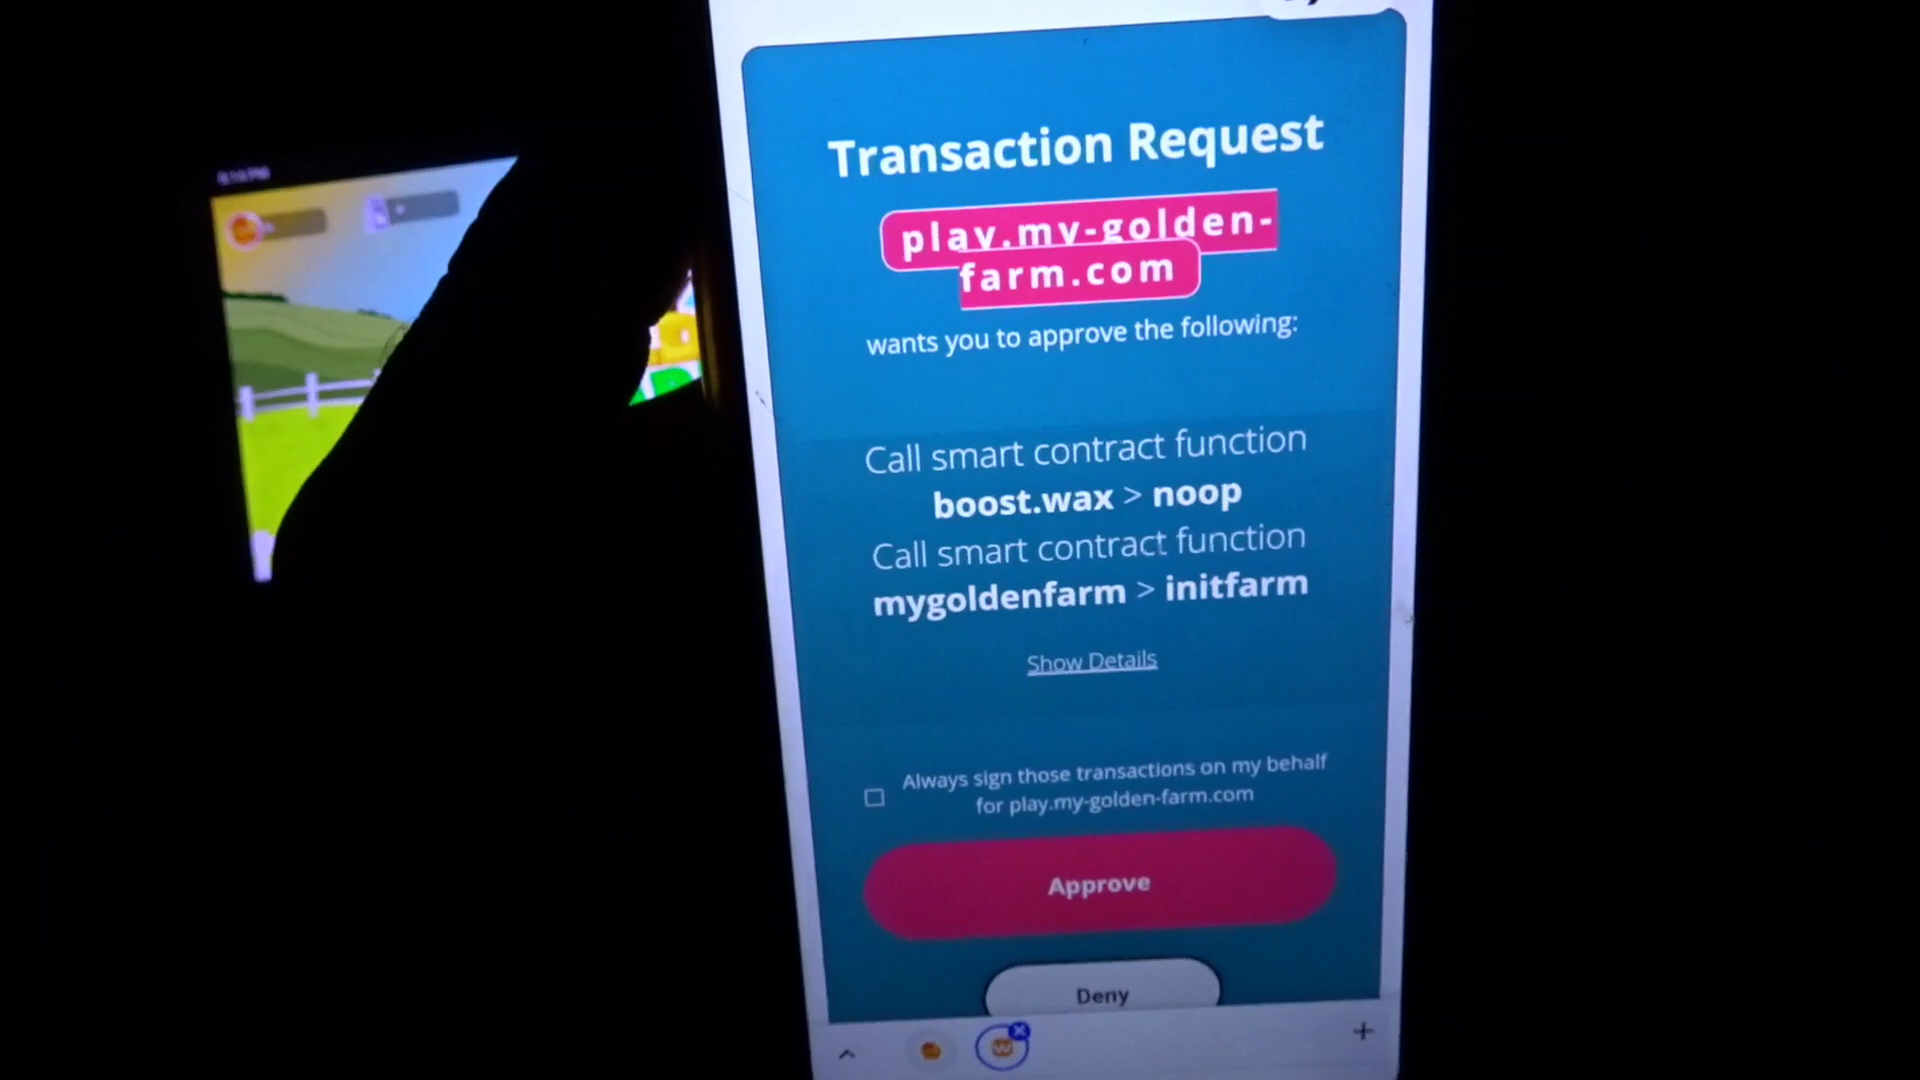 Transaction Request
play.my-golden-
farm.com
wants you to approve the following:
Call smart contract function
boost.wax > noop
Call smart contract function
mygoldenfarm > initfarm
Show Details
Always sign those transactions on my behalf
for play.my-golden-farm.com
Approve
Deny